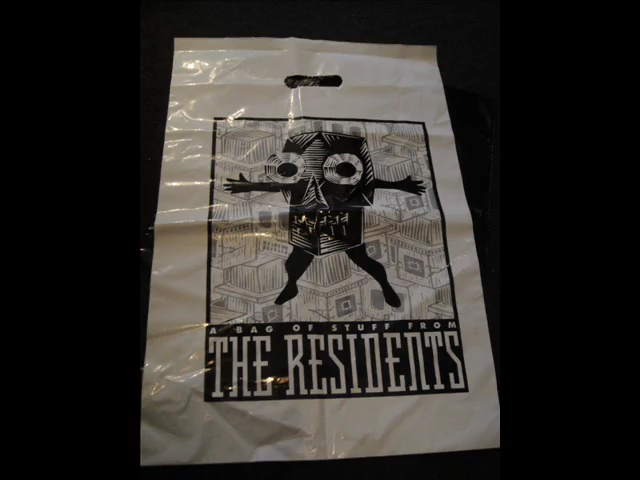 A BAG OF STUFF FROM
THE RESIDENTS